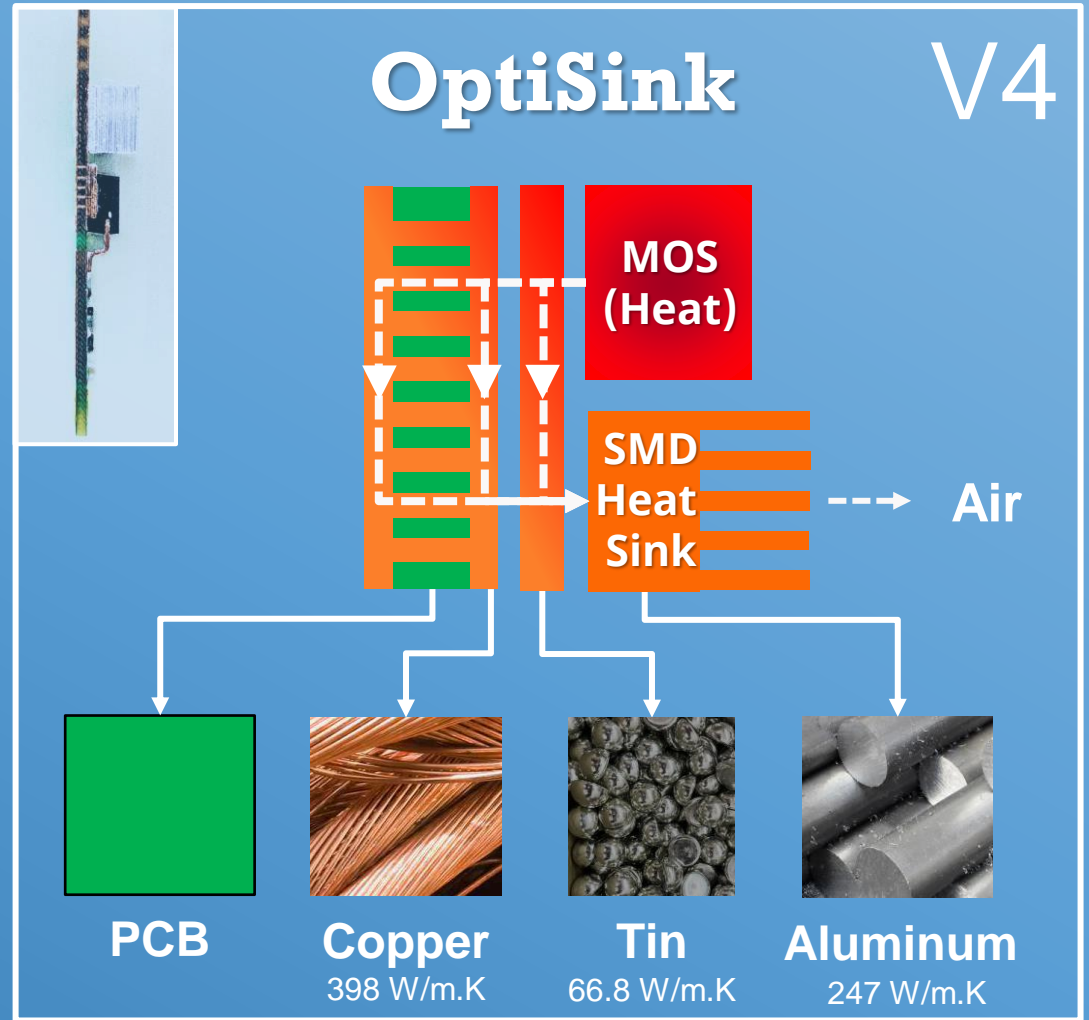 OptiSink
V4
MOS
(Heat)
SMD
Heat
Sink
Air
PCB
Copper
398 W/m.K
Tin
66.8 W/m.K
Aluminum
247 W/m.K